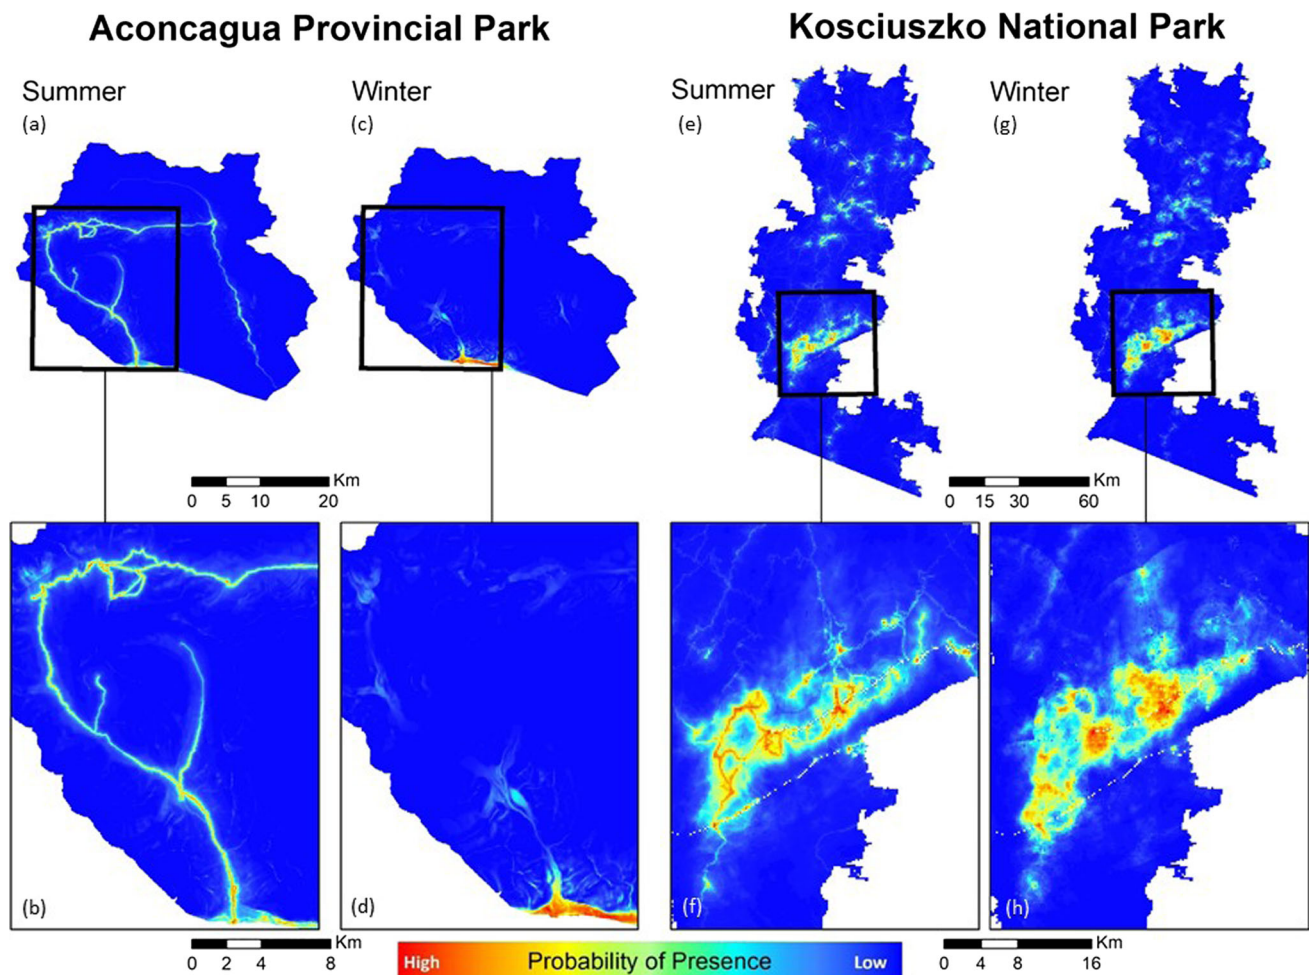 Aconcagua Provincial Park
Kosciuszko National Park
Summer
(a)
Winter
(c)
Summer
(e)
Winter
(g)
Km
0 5 10 20
Km
0 15 30 60
(b)
(d)
(f)
(h)
Km
0 2 4 8
High Probability of Presence Low
Km
0 4 8 16